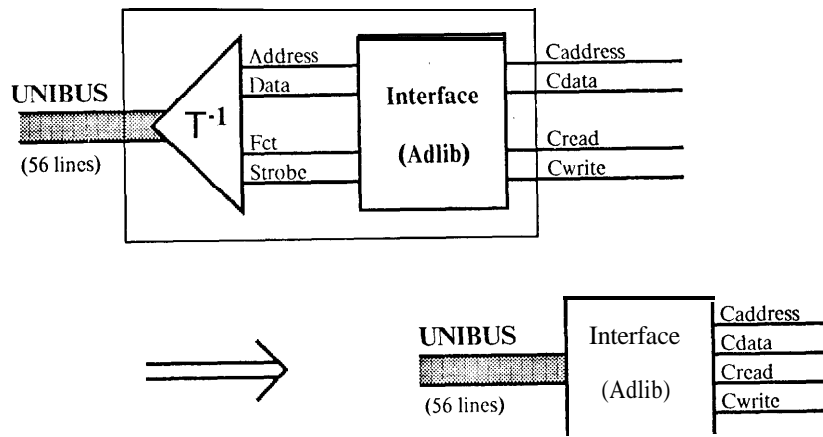 UNIBUS
(56 lines)
T-1
Address
Data
Fct
Strobe
Interface
(Adlib)
Caddress
Cdata
Cread
Cwrite
UNIBUS
(56 lines)
Interface
(Adlib)
Caddress
Cdata
Cread
Cwrite